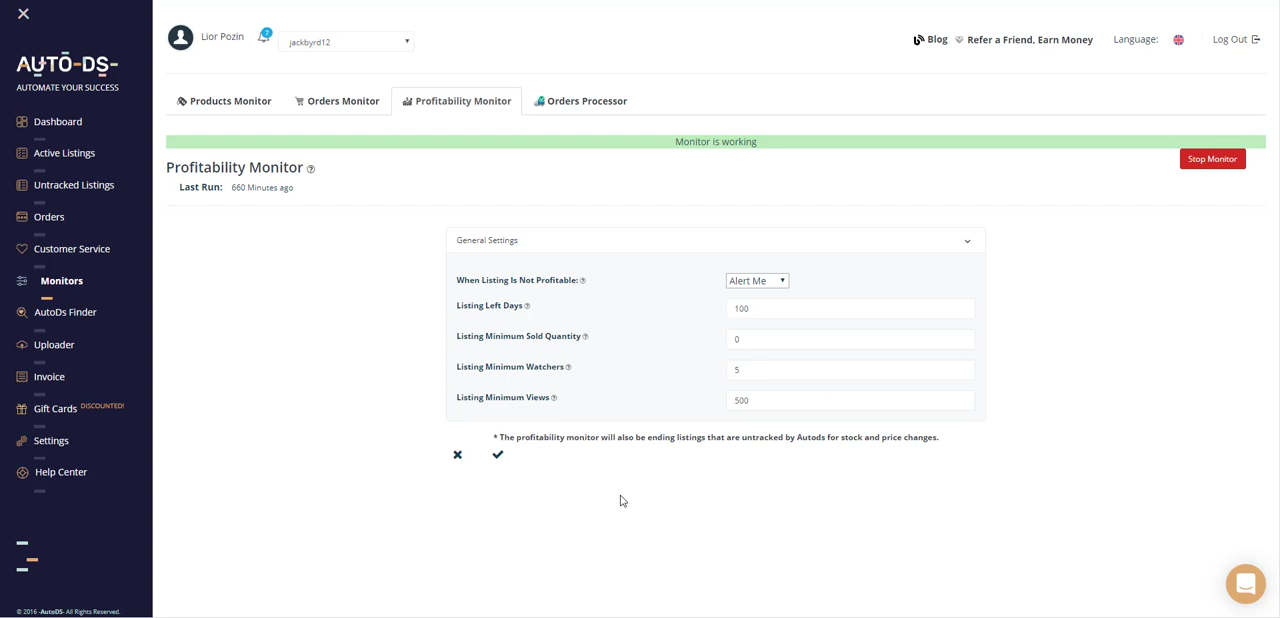 AUTO-DS-
AUTOMATE YOUR SUCCESS
Dashboard
Active Listings
Untracked Listings
Orders
Customer Service
Monitors
AutoDs Finder
Uploader
Invoice
Gift Cards DISCOUNTED!
Settings
Help Center
© 2016 -AutoDS- All Rights Reserved.
Lior Pozin
7
jackbyrd12
Blog
Refer a Friend, Earn Money
Language:
Log Out
Products Monitor
Orders Monitor
Profitability Monitor
Orders Processor
Monitor is working
Stop Monitor
Profitability Monitor
Last Run: 660 Minutes ago
General Settings
When Listing Is Not Profitable: Alert Me
Listing Left Days 100
Listing Minimum Sold Quantity 0
Listing Minimum Watchers 5
Listing Minimum Views 500
* The profitability monitor will also be ending listings that are untracked by Autods for stock and price changes.